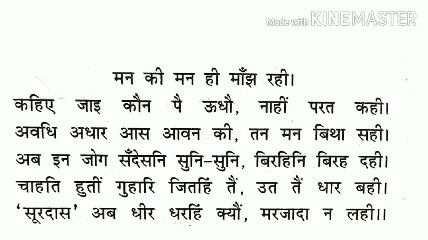 Made with KINEMASTER
मन की मन ही माँझ रही।
कहिए जाइ कौन पै ऊधौ, नाहीं परत कही।
अवधि अधार आस आवन की, तन मन बिथा सही।
अब इन जोग सँदेसनि सुनि-सुनि, बिरहिनि बिरह दही।
चाहति हुतीं गुहारि जितहिं तैं, उत तैं धार बही।
‘सूरदास’ अब धीर धरहिं क्यौं, मरजादा न लही।।